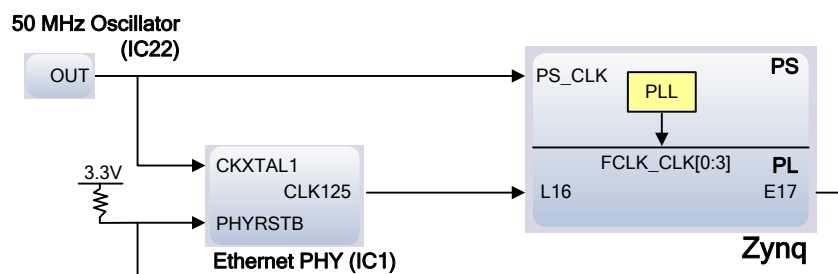 50 MHz Oscillator
(IC22)
OUT
PS_CLK
PS
PLL
FCLK_CLK[0:3]
PL
L16
E17
Zynq
CKXTAL1
CLK125
PHYRSTB
3.3V
Ethernet PHY (IC1)